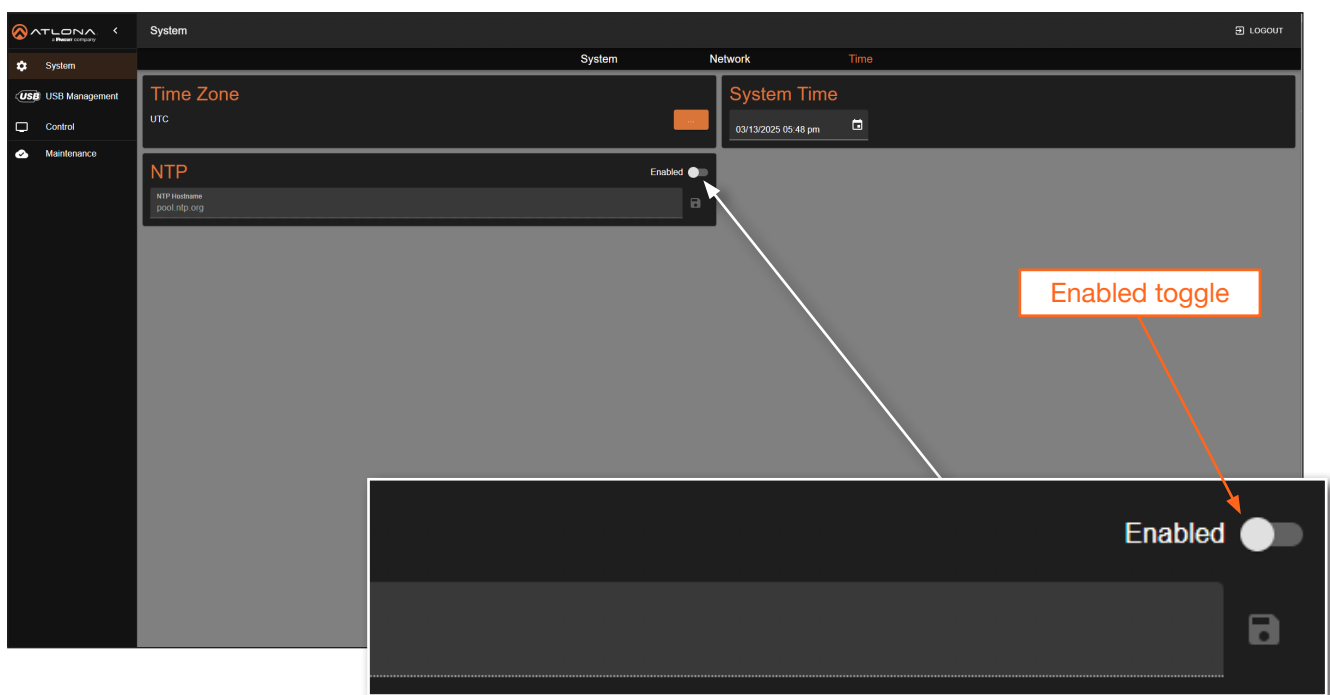 ATLONA
a Panduit company
System
LOGOUT
System
USB Management
Control
Maintenance
System
Network
Time
Time Zone
UTC
...
System Time
03/13/2025 05:48 pm
NTP
Enabled
NTP Hostname
pool.ntp.org
Enabled toggle
Enabled